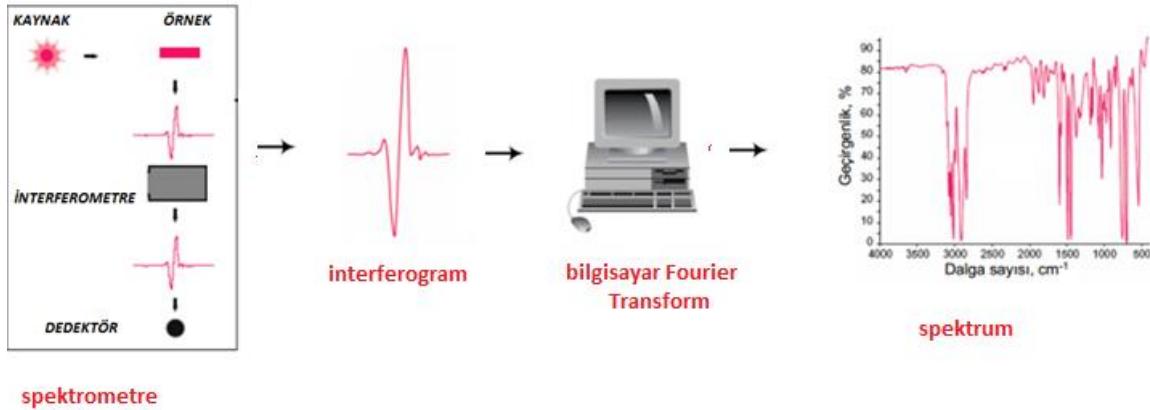 KAYNAK
ÖRNEK
İNTERFEROMETRE
DEDEKTÖR
spektrometre
interferogram
bilgisayar Fourier
Transform
Geçirgenlik, %
90
80
70
60
50
40
30
20
10
0
4000 3000 2500 2000 1500 1000 500
Dalga sayısı, cm⁻¹
spektrum